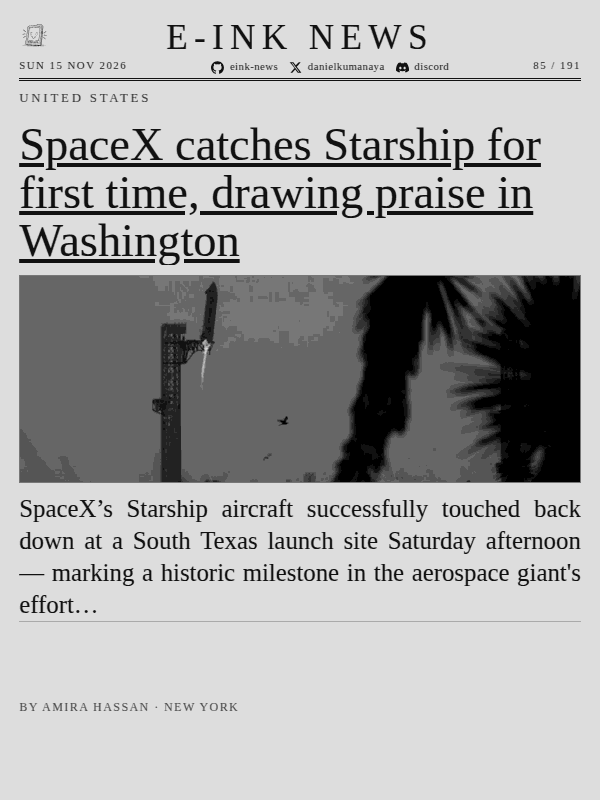 E-INK NEWS
SUN 15 NOV 2026
eink-news danielkumanaya discord
85 / 191
UNITED STATES
SpaceX catches Starship for
first time, drawing praise in
Washington
SpaceX’s Starship aircraft successfully touched back
down at a South Texas launch site Saturday afternoon
— marking a historic milestone in the aerospace giant's
effort…
BY AMIRA HASSAN · NEW YORK